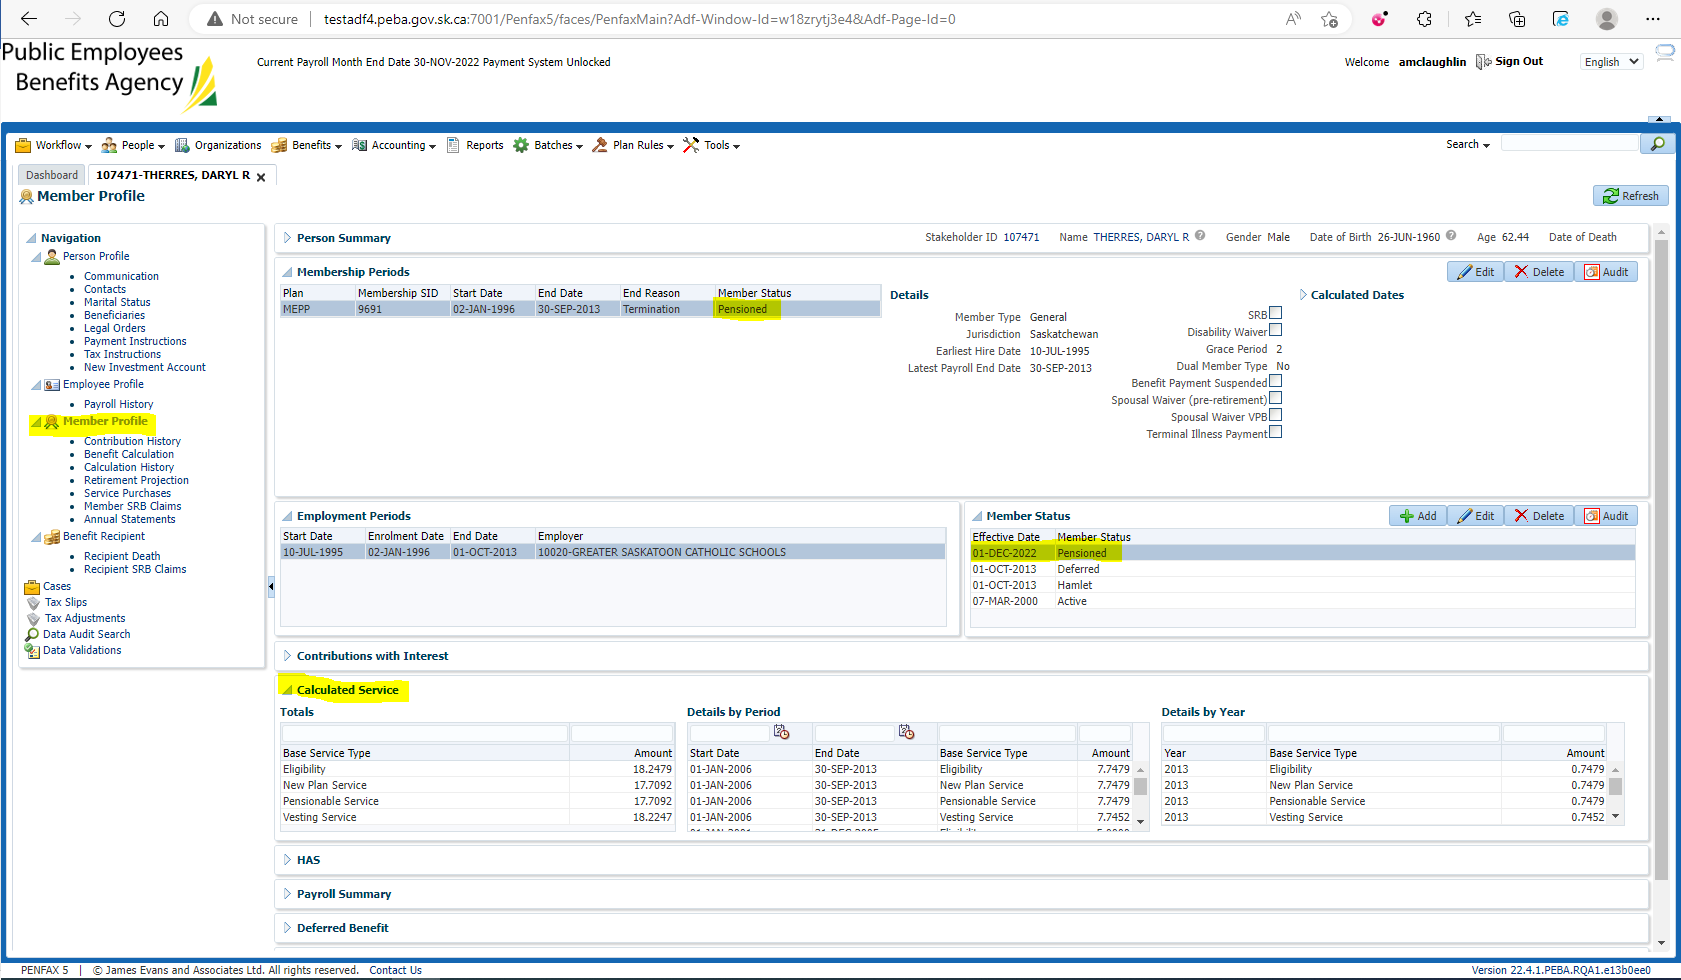 Not secure
testadf4.peba.gov.sk.ca:7001/Penfax5/faces/PenfaxMain?Adf-Window-Id=w18zrytj3e4&Adf-Page-Id=0
Public Employees
Benefits Agency
Current Payroll Month End Date 30-NOV-2022 Payment System Unlocked
Welcome amclaughlin Sign Out English
Workflow People Organizations Benefits Accounting Reports Batches Plan Rules Tools Search
Dashboard 107471-THERRES, DARYL R
Member Profile
Refresh
Navigation
Person Profile
Communication
Contacts
Marital Status
Beneficiaries
Legal Orders
Payment Instructions
Tax Instructions
New Investment Account
Employee Profile
Payroll History
Member Profile
Contribution History
Benefit Calculation
Calculation History
Retirement Projection
Service Purchases
Member SRB Claims
Annual Statements
Benefit Recipient
Recipient Death
Recipient SRB Claims
Cases
Tax Slips
Tax Adjustments
Data Audit Search
Data Validations
Person Summary Stakeholder ID 107471 Name THERRES, DARYL R Gender Male Date of Birth 26-JUN-1960 Age 62.44 Date of Death
Membership Periods Edit Delete Audit
Plan Membership SID Start Date End Date End Reason Member Status
MEPP 9691 02-JAN-1996 30-SEP-2013 Termination Pensioned
Details
Member Type General
Jurisdiction Saskatchewan
Earliest Hire Date 10-JUL-1995
Latest Payroll End Date 30-SEP-2013
SRB
Disability Waiver
Grace Period 2
Dual Member Type No
Benefit Payment Suspended
Spousal Waiver (pre-retirement)
Spousal Waiver VPB
Terminal Illness Payment
Calculated Dates
Employment Periods
Start Date Enrolment Date End Date Employer
10-JUL-1995 02-JAN-1996 01-OCT-2013 10020-GREATER SASKATOON CATHOLIC SCHOOLS
Member Status Add Edit Delete Audit
Effective Date Member Status
01-DEC-2022 Pensioned
01-OCT-2013 Deferred
01-OCT-2013 Hamlet
07-MAR-2000 Active
Contributions with Interest
Calculated Service
Totals
Base Service Type Amount
Eligibility 18.2479
New Plan Service 17.7092
Pensionable Service 17.7092
Vesting Service 18.2247
Details by Period
Start Date End Date Base Service Type Amount
01-JAN-2006 30-SEP-2013 Eligibility 7.7479
01-JAN-2006 30-SEP-2013 New Plan Service 7.7479
01-JAN-2006 30-SEP-2013 Pensionable Service 7.7479
01-JAN-2006 30-SEP-2013 Vesting Service 7.7452
Details by Year
Year Base Service Type Amount
2013 Eligibility 0.7479
2013 New Plan Service 0.7479
2013 Pensionable Service 0.7479
2013 Vesting Service 0.7452
HAS
Payroll Summary
Deferred Benefit
PENFAX 5 | © James Evans and Associates Ltd. All rights reserved. Contact Us
Version 22.4.1.PEBA.RQA1.e13b0ee0